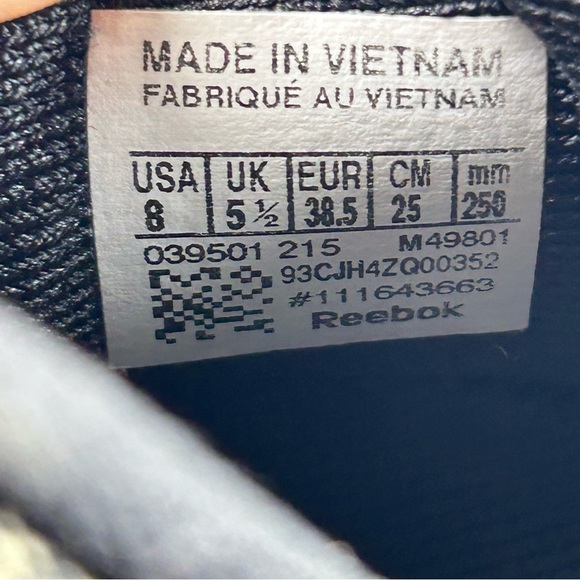 MADE IN VIETNAM
FABRIQUÉ AU VIETNAM
USA UK EUR CM mm
8 5 ½ 38.5 25 250
039501 215 M49801
93CJH4ZQ00352
#111643663
Reebok